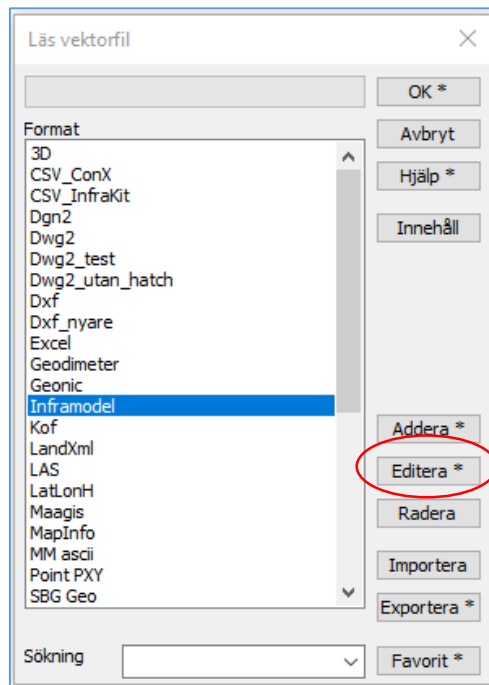 Läs vektorfil
OK *
Format
Avbryt
3D
CSV_ConX
Hjälp *
CSV_InfraKit
Dgn2
Innehåll
Dwg2
Dwg2_test
Dwg2_utan_hatch
Dxf
Dxf_nyare
Excel
Geodimeter
Geonic
Inframodel
Kof
Addera *
LandXml
LAS
Editera *
LatLonH
Maagis
Radera
MapInfo
MM ascii
Importera
Point PXY
SBG Geo
Exportera *
Sökning
Favorit *